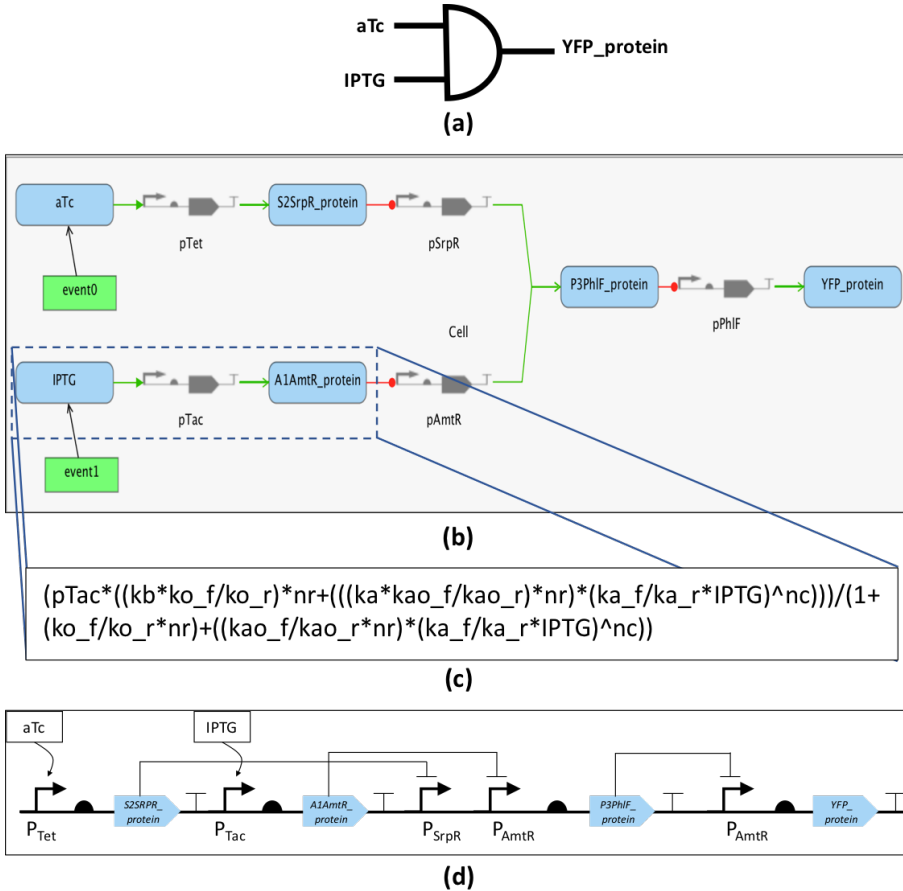 aTc
YFP_protein
IPTG
(a)
aTc
S2SrpR_protein
pTet
pSrpR
event0
P3PhlF_protein
YFP_protein
pPhlF
Cell
IPTG
A1AmtR_protein
pTac
pAmtR
event1
(b)
(pTac*((kb*ko_f/ko_r)*nr+(((ka*kao_f/kao_r)*nr)*(ka_f/ka_r*IPTG)^nc)))/(1+
(ko_f/ko_r*nr)+((kao_f/kao_r*nr)*(ka_f/ka_r*IPTG)^nc))
(c)
aTc
IPTG
S2SRPR_
protein
A1AmtR_
protein
P3PhlF_
protein
YFP_
protein
PTet
PTac
PSrpR
PAmtR
PAmtR
(d)